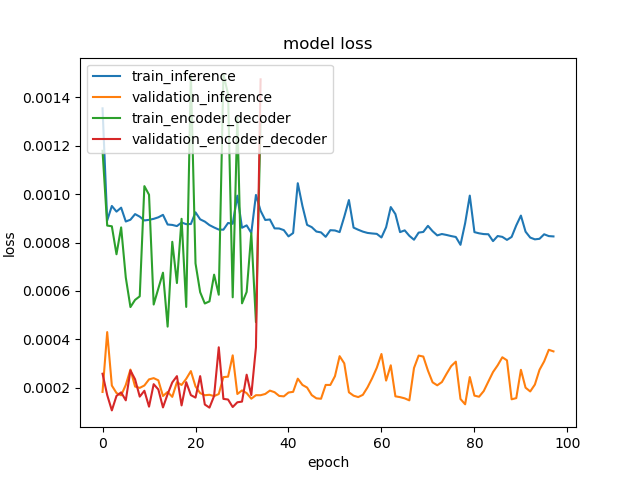 model loss
train_inference
validation_inference
train_encoder_decoder
validation_encoder_decoder
0.0014
0.0012
0.0010
0.0008
0.0006
0.0004
0.0002
loss
0 20 40 60 80 100
epoch